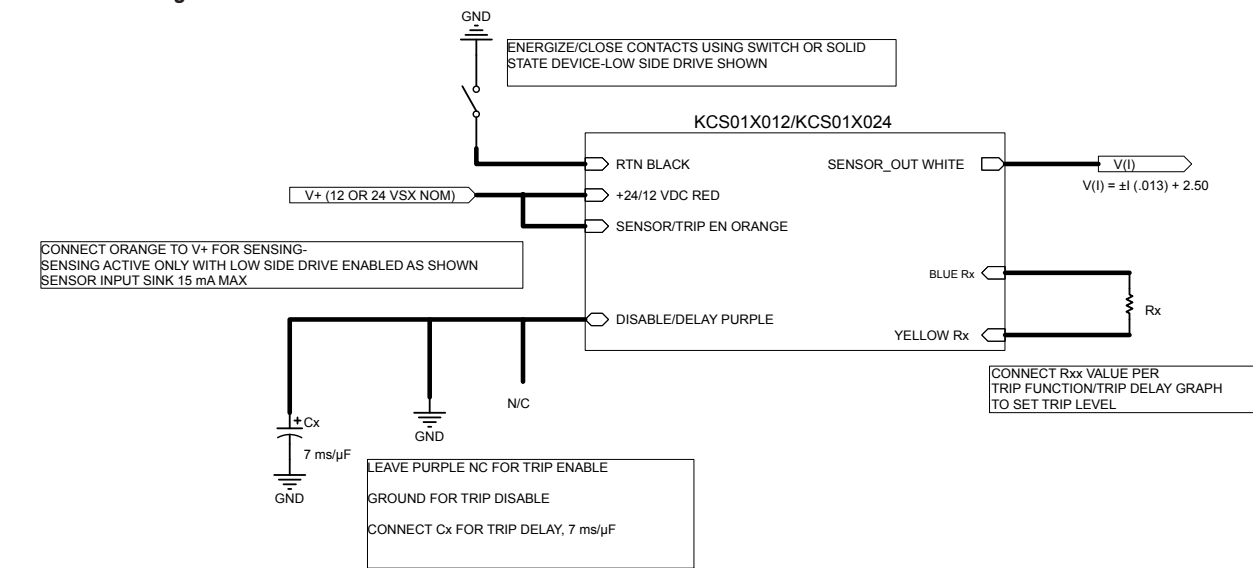 GND
ENERGIZE/CLOSE CONTACTS USING SWITCH OR SOLID
STATE DEVICE-LOW SIDE DRIVE SHOWN
KCS01X012/KCS01X024
RTN BLACK
SENSOR_OUT WHITE
V(I)
V(I) = ±I (.013) + 2.50
V+ (12 OR 24 VSX NOM)
+24/12 VDC RED
SENSOR/TRIP EN ORANGE
CONNECT ORANGE TO V+ FOR SENSING-
SENSING ACTIVE ONLY WITH LOW SIDE DRIVE ENABLED AS SHOWN
SENSOR INPUT SINK 15 mA MAX
BLUE Rx
Rx
DISABLE/DELAY PURPLE
YELLOW Rx
CONNECT Rxx VALUE PER
TRIP FUNCTION/TRIP DELAY GRAPH
TO SET TRIP LEVEL
N/C
+ Cx
GND
7 ms/µF
GND
LEAVE PURPLE NC FOR TRIP ENABLE
GROUND FOR TRIP DISABLE
CONNECT Cx FOR TRIP DELAY, 7 ms/µF